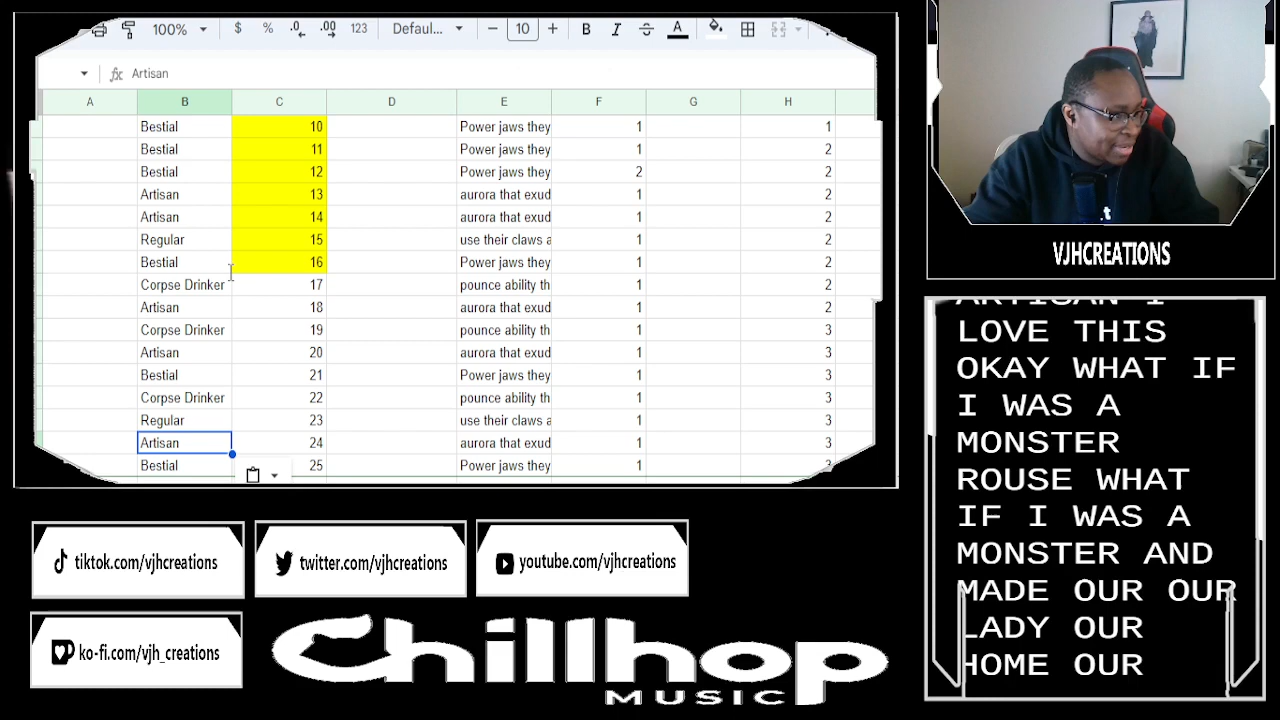 100% $ % .0 .00 123 Defaul... − 10 + B I A
fx Artisan
A B C D E F G H
Bestial 10 Power jaws they 1 1
Bestial 11 Power jaws they 1 2
Bestial 12 Power jaws they 2 2
Artisan 13 aurora that exud 1 2
Artisan 14 aurora that exud 1 2
Regular 15 use their claws a 1 2
Bestial 16 Power jaws they 1 2
Corpse Drinker 17 pounce ability th 1 2
Artisan 18 aurora that exud 1 2
Corpse Drinker 19 pounce ability th 1 3
Artisan 20 aurora that exud 1 3
Bestial 21 Power jaws they 1 3
Corpse Drinker 22 pounce ability th 1 3
Regular 23 use their claws a 1 3
Artisan 24 aurora that exud 1 3
Bestial 25 Power jaws they 1 3
VJHCREATIONS
ARTISAN I
LOVE THIS
OKAY WHAT IF
I WAS A
MONSTER
ROUSE WHAT
IF I WAS A
MONSTER AND
MADE OUR OUR
LADY OUR
HOME OUR
tiktok.com/vjhcreations
twitter.com/vjhcreations
youtube.com/vjhcreations
ko-fi.com/vjh_creations
Chillhop
MUSIC